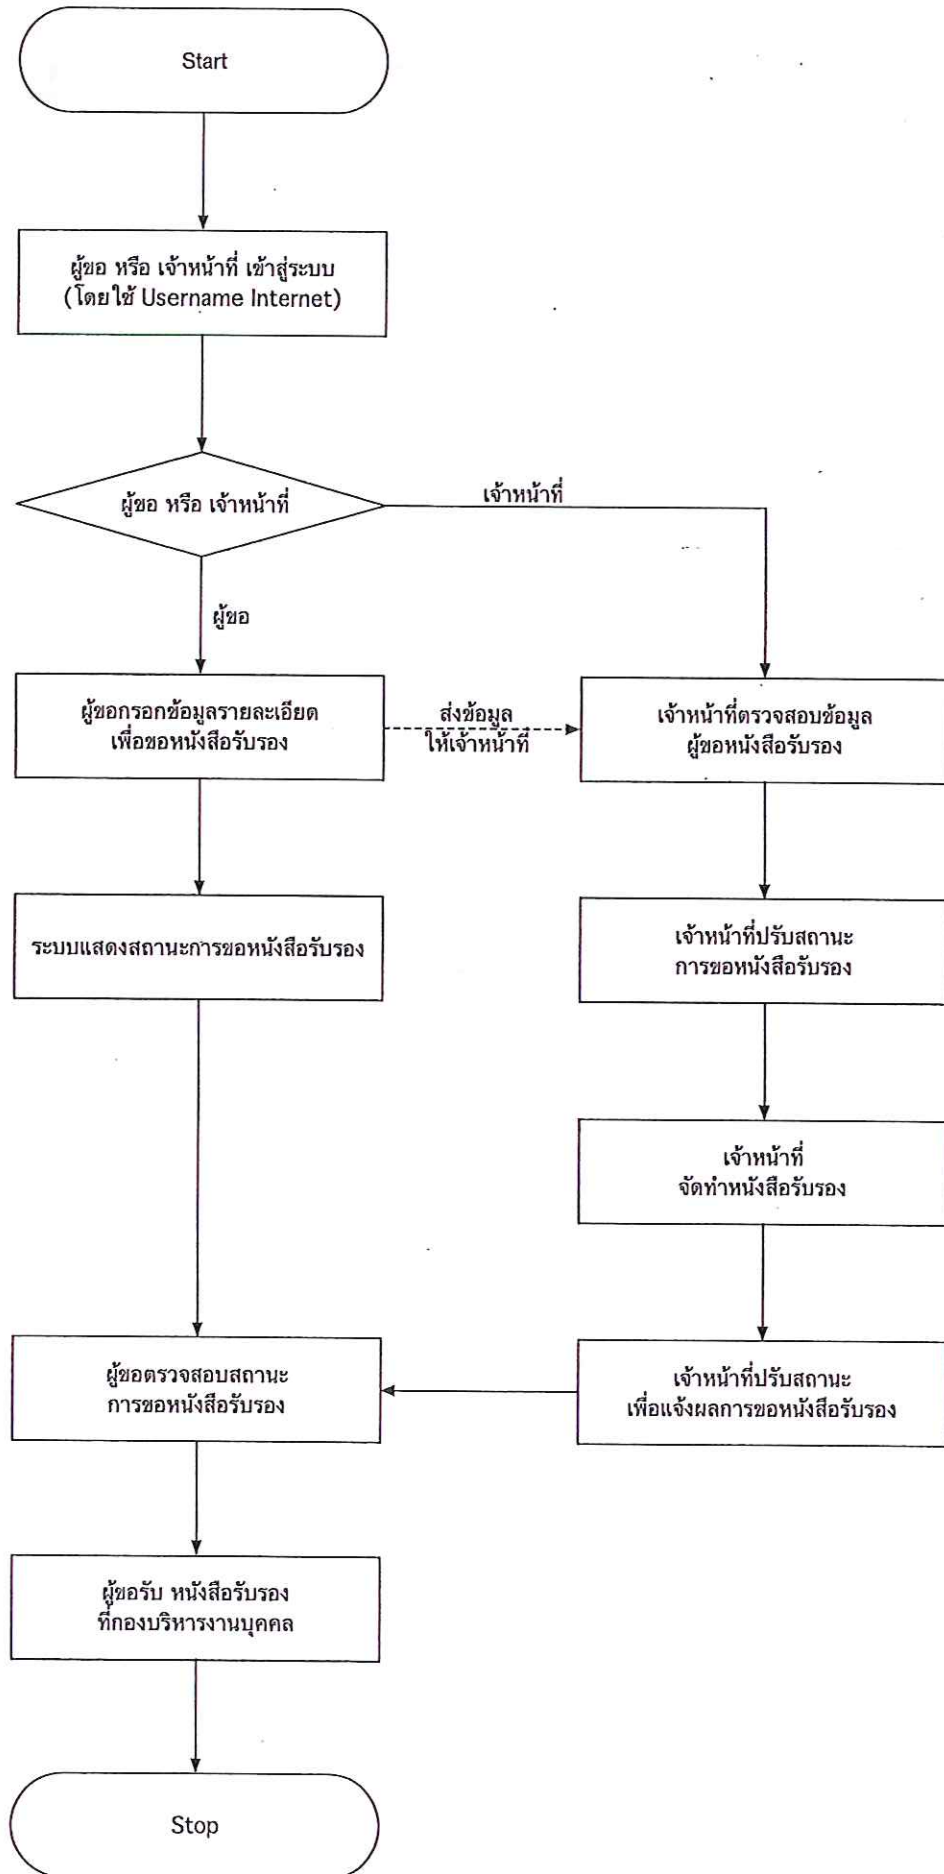 Start
ผู้ขอ หรือ เจ้าหน้าที่ เข้าสู่ระบบ
(โดยใช้ Username Internet)
ผู้ขอ หรือ เจ้าหน้าที่
เจ้าหน้าที่
ผู้ขอ
ผู้ขอกรอกข้อมูลรายละเอียด
เพื่อขอหนังสือรับรอง
ส่งข้อมูล
ให้เจ้าหน้าที่
เจ้าหน้าที่ตรวจสอบข้อมูล
ผู้ขอหนังสือรับรอง
ระบบแสดงสถานะการขอหนังสือรับรอง
เจ้าหน้าที่ปรับสถานะ
การขอหนังสือรับรอง
เจ้าหน้าที่
จัดทำหนังสือรับรอง
ผู้ขอตรวจสอบสถานะ
การขอหนังสือรับรอง
เจ้าหน้าที่ปรับสถานะ
เพื่อแจ้งผลการขอหนังสือรับรอง
ผู้ขอรับ หนังสือรับรอง
ที่กองบริหารงานบุคคล
Stop